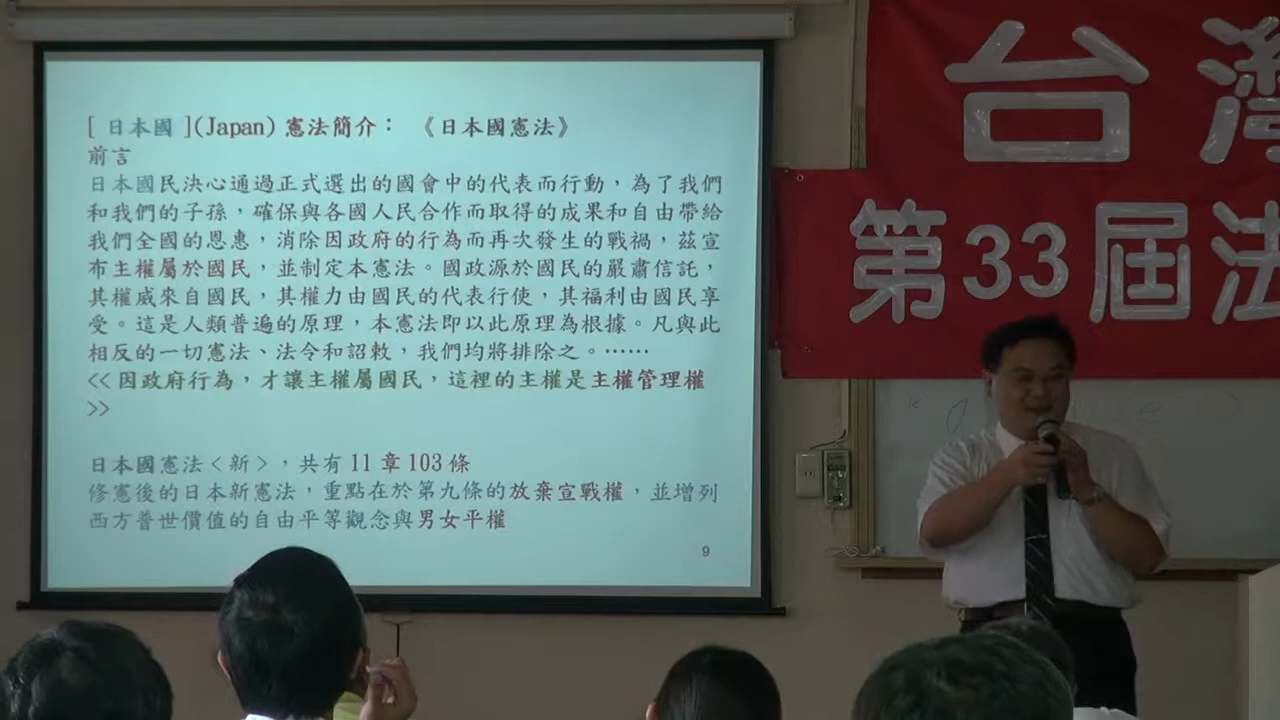 [ 日本國 ](Japan) 憲法簡介： 《日本國憲法》
前言
日本國民決心通過正式選出的國會中的代表而行動，為了我們
和我們的子孫，確保與各國人民合作而取得的成果和自由帶給
我們全國的恩惠，消除因政府的行為而再次發生的戰禍，茲宣
布主權屬於國民，並制定本憲法。國政源於國民的嚴肅信託，
其權威來自國民，其權力由國民的代表行使，其福利由國民享
受。這是人類普遍的原理，本憲法即以此原理為根據。凡與此
相反的一切憲法、法令和詔敕，我們均將排除之。……
<< 因政府行為，才讓主權屬國民，這裡的主權是主權管理權
>>
日本國憲法＜新＞，共有 11 章 103 條
修憲後的日本新憲法，重點在於第九條的放棄宣戰權，並增列
西方普世價值的自由平等觀念與男女平權
9
台灣
第33屆法